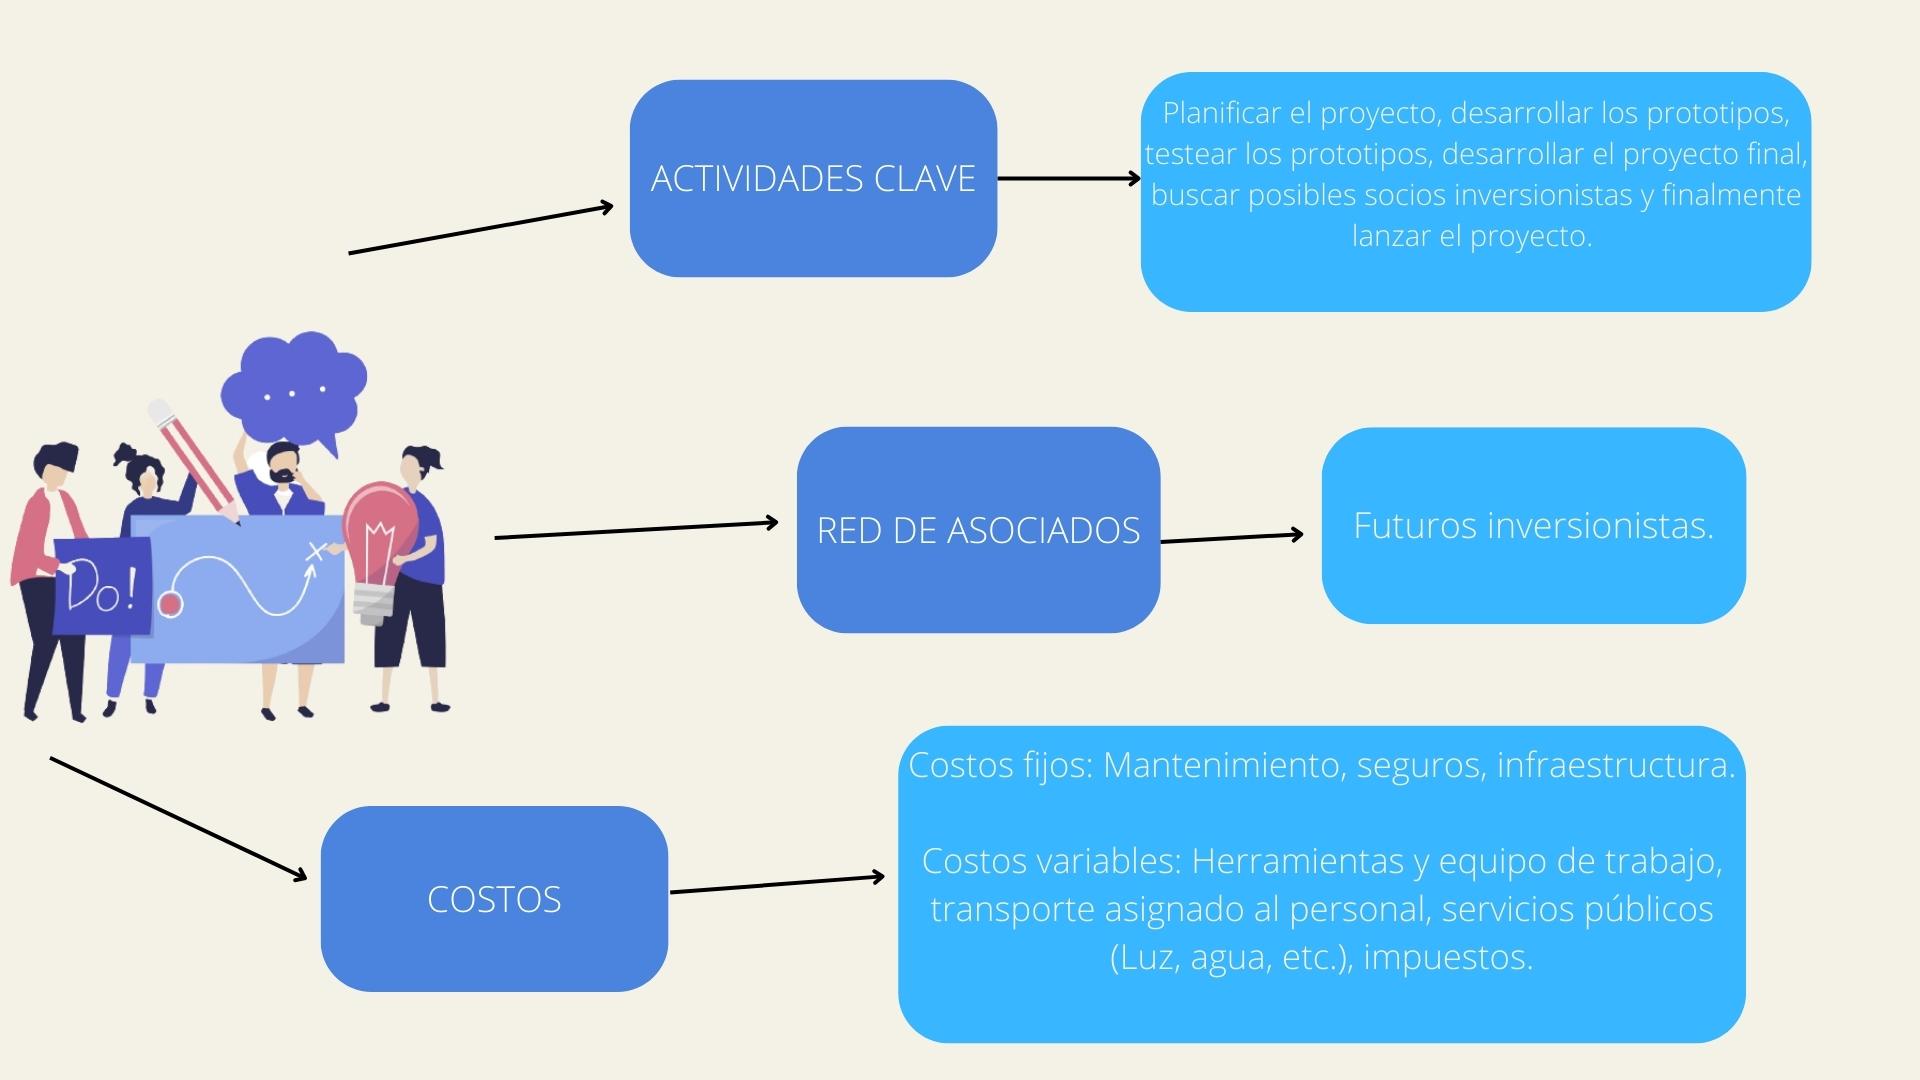 ACTIVIDADES CLAVE
Planificar el proyecto, desarrollar los prototipos,
testear los prototipos, desarrollar el proyecto final,
buscar posibles socios inversionistas y finalmente
lanzar el proyecto.
Do!
RED DE ASOCIADOS
Futuros inversionistas.
COSTOS
Costos fijos: Mantenimiento, seguros, infraestructura.
Costos variables: Herramientas y equipo de trabajo,
transporte asignado al personal, servicios públicos
(Luz, agua, etc.), impuestos.